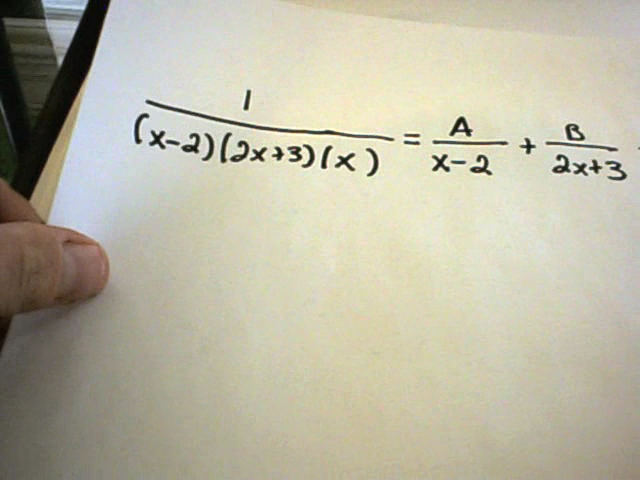 1/((x-2)(2x+3)(x)) = A/(x-2) + B/(2x+3)